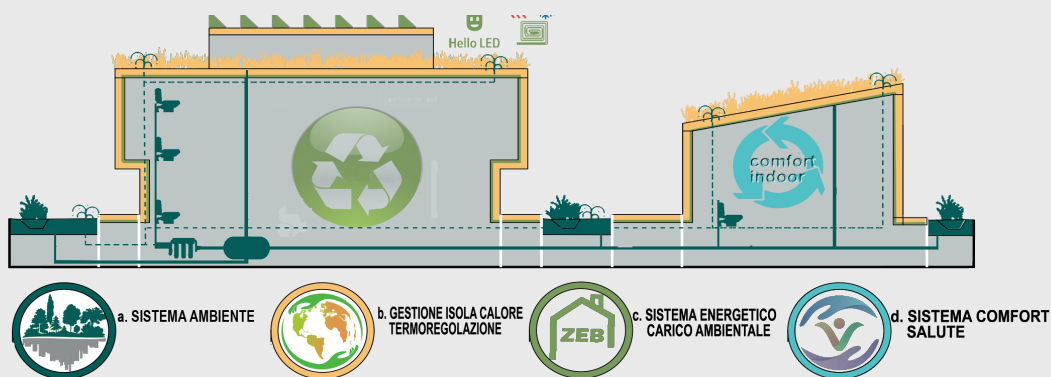 Hello LED
comfort
indoor
a. SISTEMA AMBIENTE
b. GESTIONE ISOLA CALORE
TERMOREGOLAZIONE
ZEB
c. SISTEMA ENERGETICO
CARICO AMBIENTALE
d. SISTEMA COMFORT
SALUTE